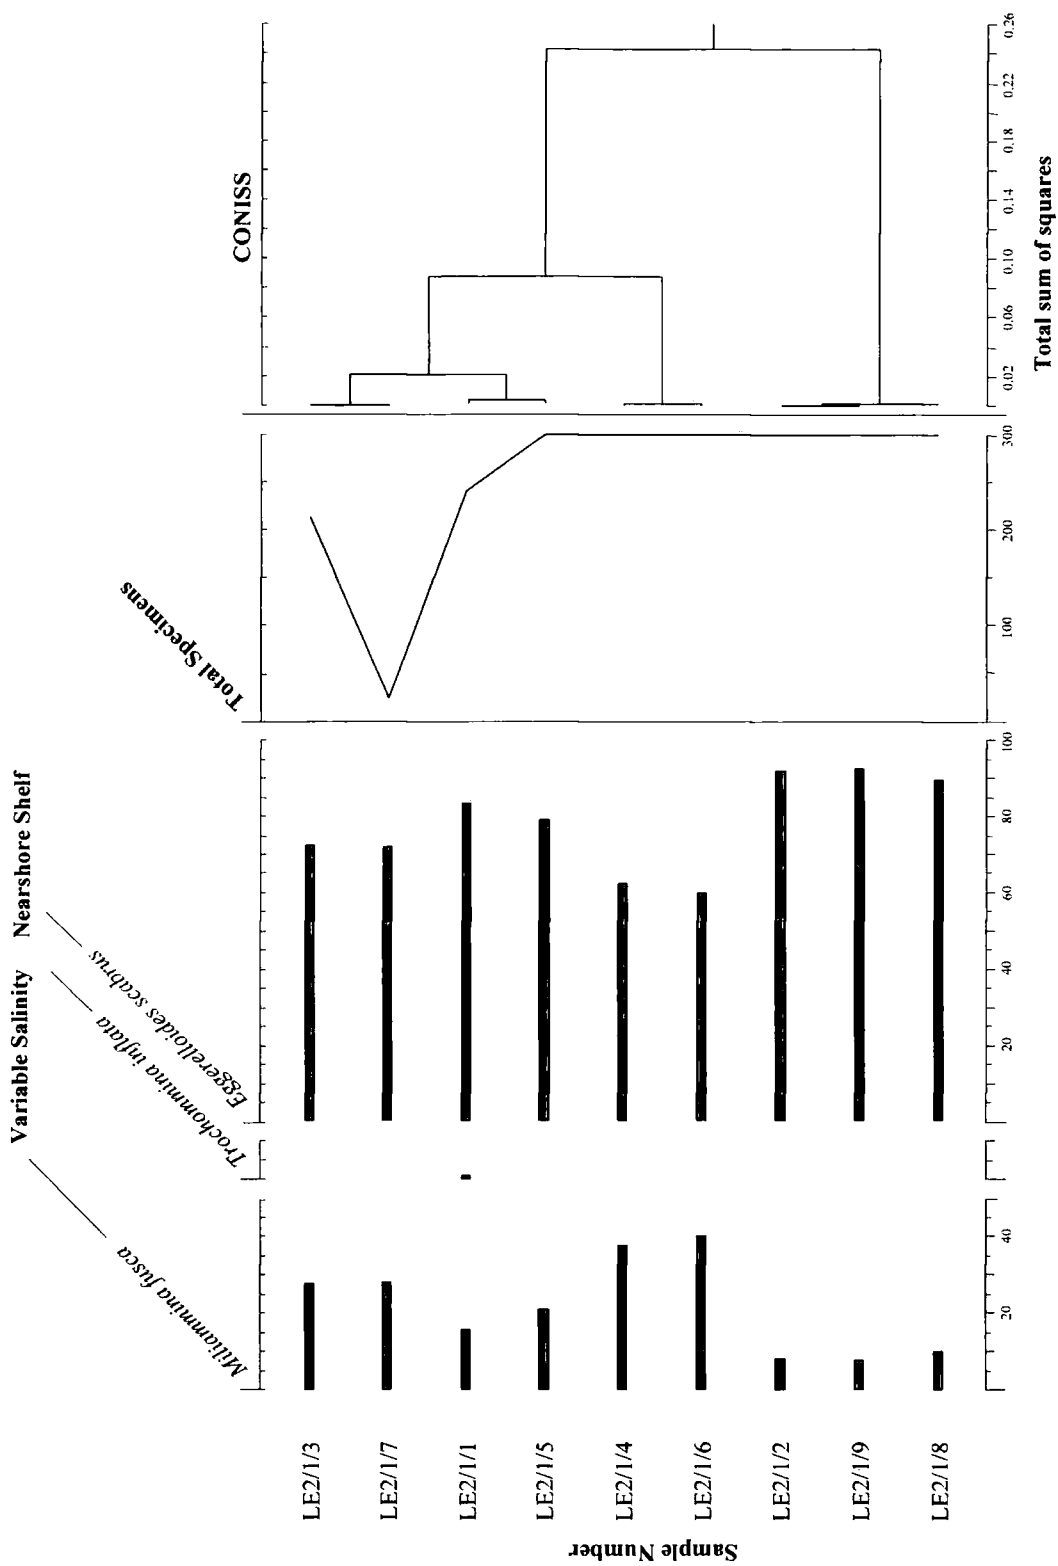 Variable Salinity
Nearshore Shelf
Miliammina fusca
Trochommina inflata
Eggerelloides scabrus
Total Specimens
CONISS
Sample Number
LE2/1/3
LE2/1/7
LE2/1/1
LE2/1/5
LE2/1/4
LE2/1/6
LE2/1/2
LE2/1/9
LE2/1/8
20
40
20
40
60
80
100
100
200
300
0.02
0.06
0.10
0.14
0.18
0.22
0.26
Total sum of squares